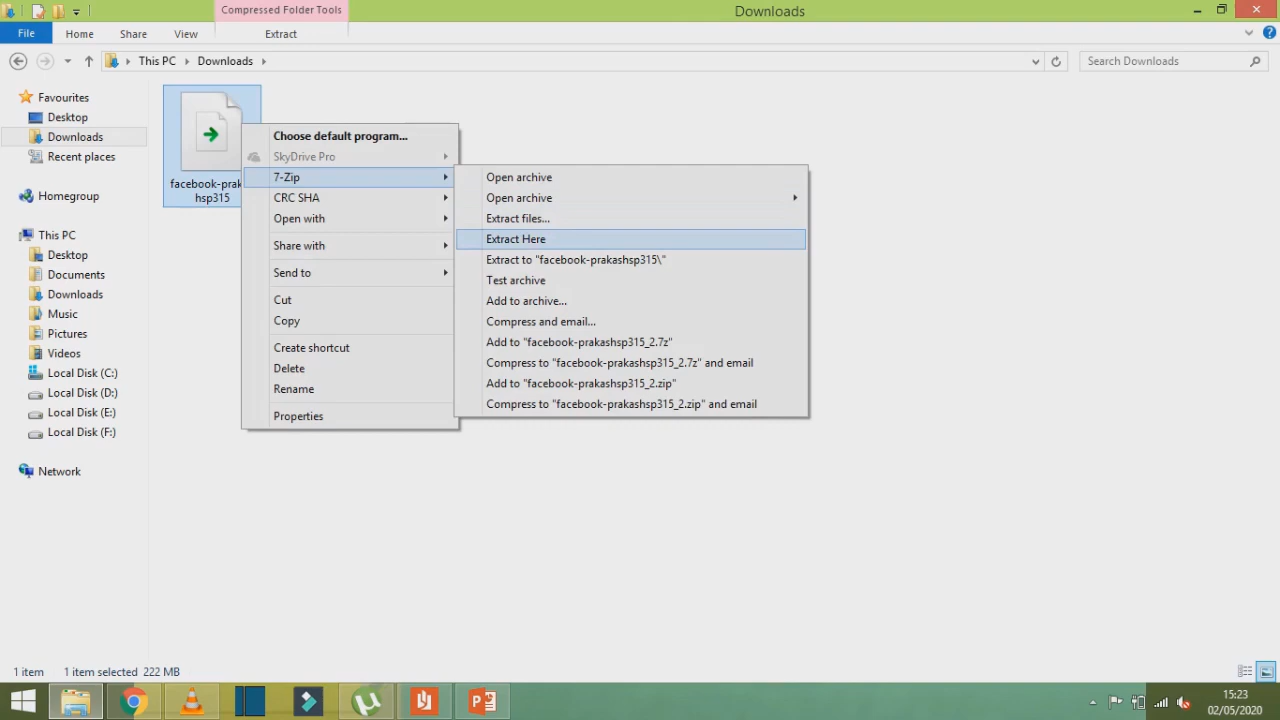 Compressed Folder Tools
Downloads
File
Home
Share
View
Extract
This PC
Downloads
Search Downloads
Favourites
Desktop
Downloads
Recent places
Homegroup
This PC
Desktop
Documents
Downloads
Music
Pictures
Videos
Local Disk (C:)
Local Disk (D:)
Local Disk (E:)
Local Disk (F:)
Network
facebook-prak
hsp315
Choose default program...
SkyDrive Pro
7-Zip
CRC SHA
Open with
Share with
Send to
Cut
Copy
Create shortcut
Delete
Rename
Properties
Open archive
Open archive
Extract files...
Extract Here
Extract to "facebook-prakashsp315\"
Test archive
Add to archive...
Compress and email...
Add to "facebook-prakashsp315_2.7z"
Compress to "facebook-prakashsp315_2.7z" and email
Add to "facebook-prakashsp315_2.zip"
Compress to "facebook-prakashsp315_2.zip" and email
1 item
1 item selected 222 MB
15:23
02/05/2020